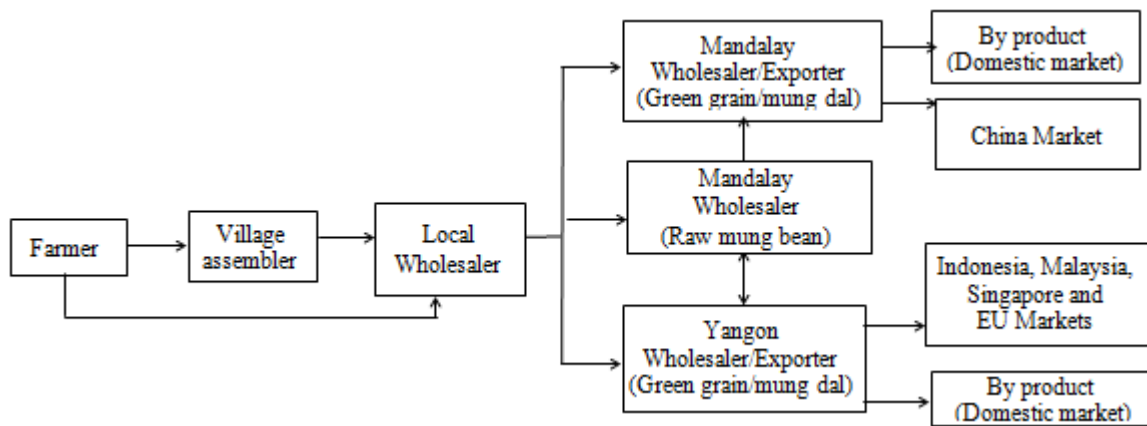 Farmer
Village
assembler
Local
Wholesaler
Mandalay
Wholesaler/Exporter
(Green grain/mung dal)
Mandalay
Wholesaler
(Raw mung bean)
Yangon
Wholesaler/Exporter
(Green grain/mung dal)
By product
(Domestic market)
China Market
Indonesia, Malaysia,
Singapore and
EU Markets
By product
(Domestic market)